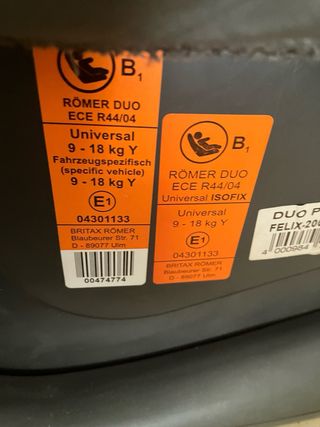 B1
RÖMER DUO
ECE R44/04
Universal
9 - 18 kg Y
Fahrzeugspezifisch
(specific vehicle)
9 - 18 kg Y
E1
04301133
BRITAX RÖMER
Blaubeurer Str. 71
D - 89077 Ulm
00474774
B1
RÖMER DUO
ECE R44/04
Universal ISOFIX
Universal
9 - 18 kg Y
E1
04301133
BRITAX RÖMER
Blaubeurer Str. 71
D - 89077 Ulm
DUO
4 000984